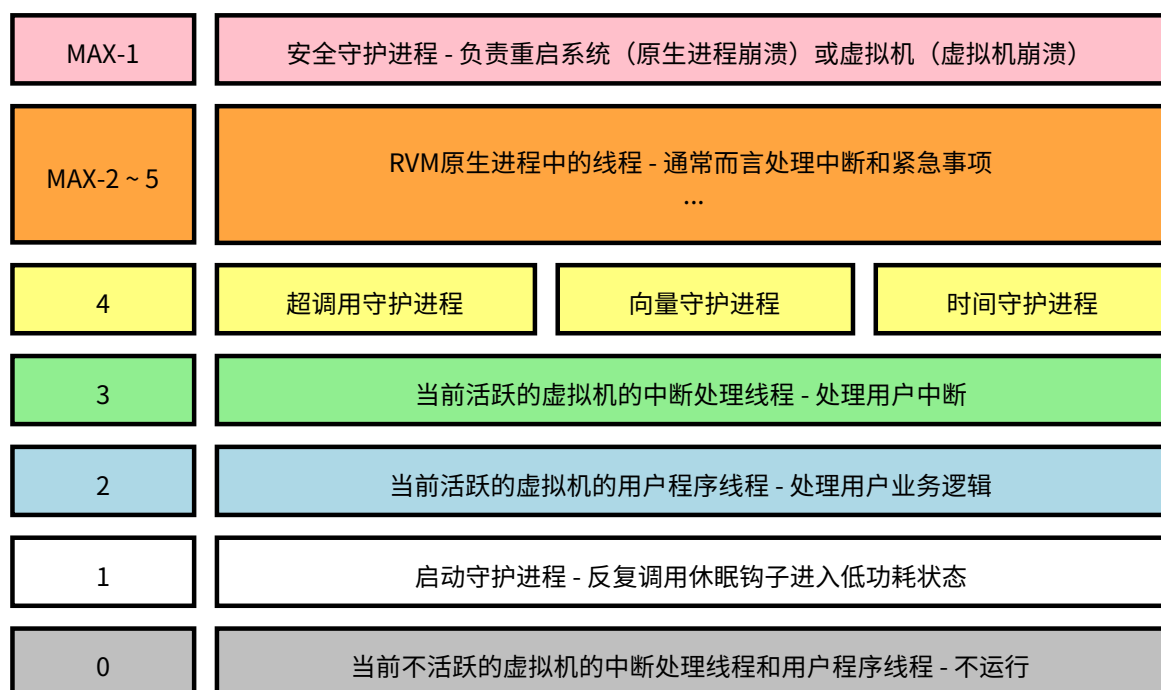 MAX-1
安全守护进程 - 负责重启系统（原生进程崩溃）或虚拟机（虚拟机崩溃）
MAX-2 ~ 5
RVM原生进程中的线程 - 通常而言处理中断和紧急事项
...
4
超调用守护进程
向量守护进程
时间守护进程
3
当前活跃的虚拟机的中断处理线程 - 处理用户中断
2
当前活跃的虚拟机的用户程序线程 - 处理用户业务逻辑
1
启动守护进程 - 反复调用休眠钩子进入低功耗状态
0
当前不活跃的虚拟机的中断处理线程和用户程序线程 - 不运行